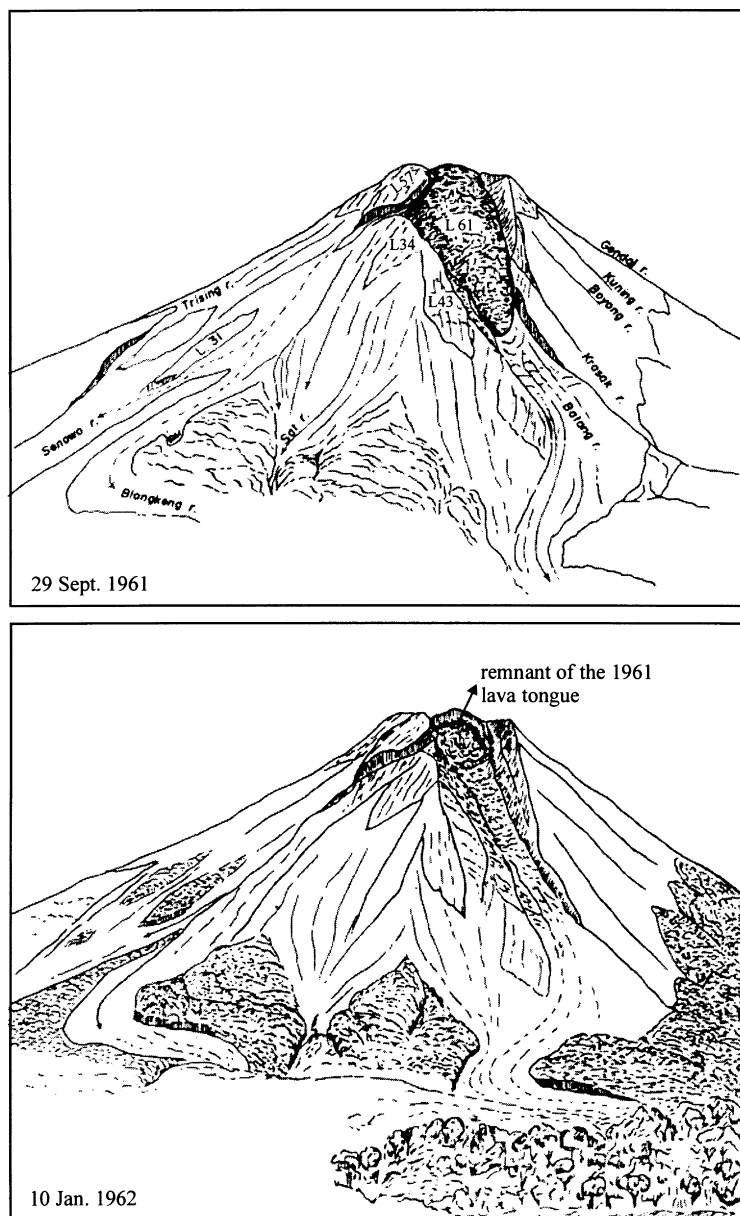 L57
L 61
L34
L43
Gendol r.
Kuning r.
Boyong r.
Trising r.
L 31
Krasak r.
Batang r.
Senowo r.
Sat r.
Blongkeng r.
29 Sept. 1961
remnant of the 1961
lava tongue
10 Jan. 1962